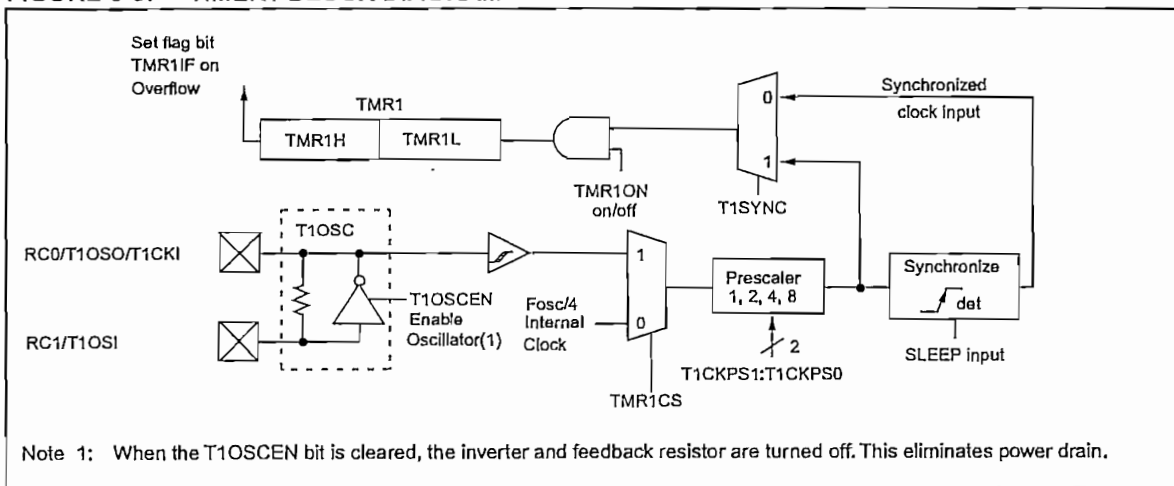 Set flag bit
TMR1IF on
Overflow
TMR1
TMR1H
TMR1L
TMR1ON
on/off
0
1
T1SYNC
Synchronized
clock input
RC0/T1OSO/T1CKI
RC1/T1OSI
T1OSC
T1OSCEN
Enable
Oscillator(1)
Fosc/4
Internal
Clock
1
0
TMR1CS
Prescaler
1, 2, 4, 8
2
T1CKPS1:T1CKPS0
Synchronize
det
SLEEP input
Note 1: When the T1OSCEN bit is cleared, the inverter and feedback resistor are turned off. This eliminates power drain.